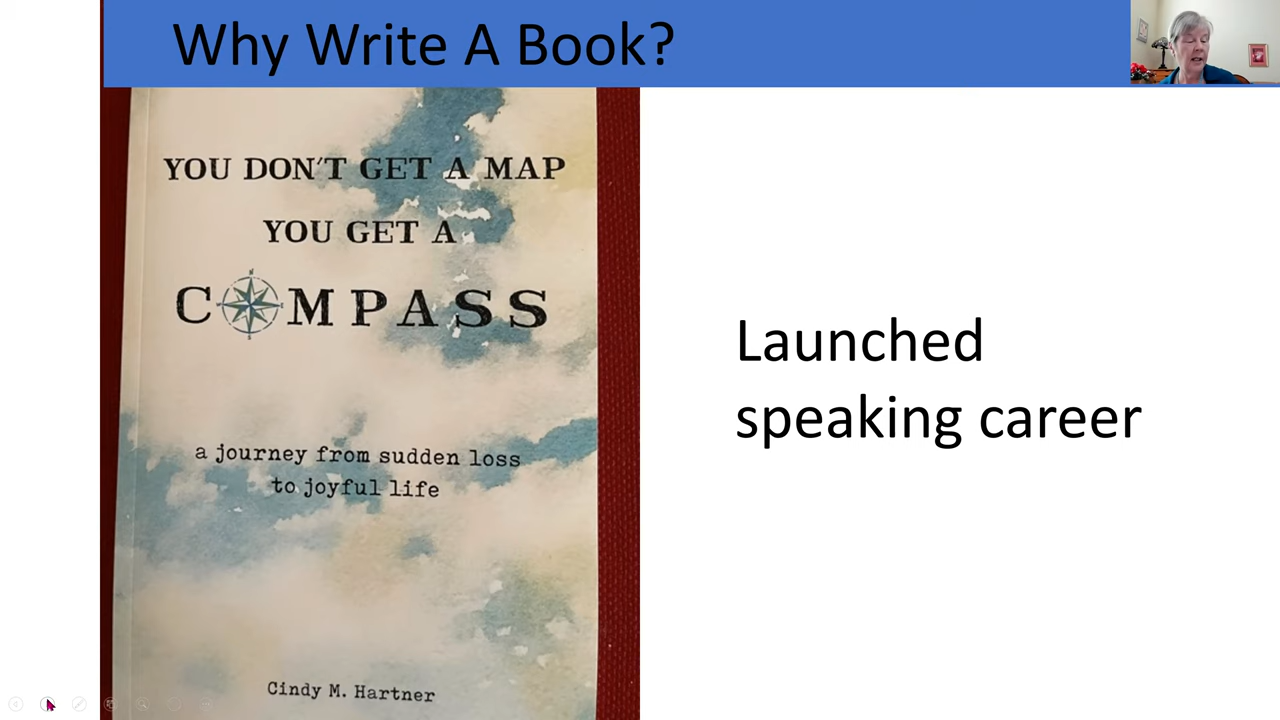 Why Write A Book?
YOU DON'T GET A MAP
YOU GET A
COMPASS
a journey from sudden loss
to joyful life
Cindy M. Hartner
Launched
speaking career